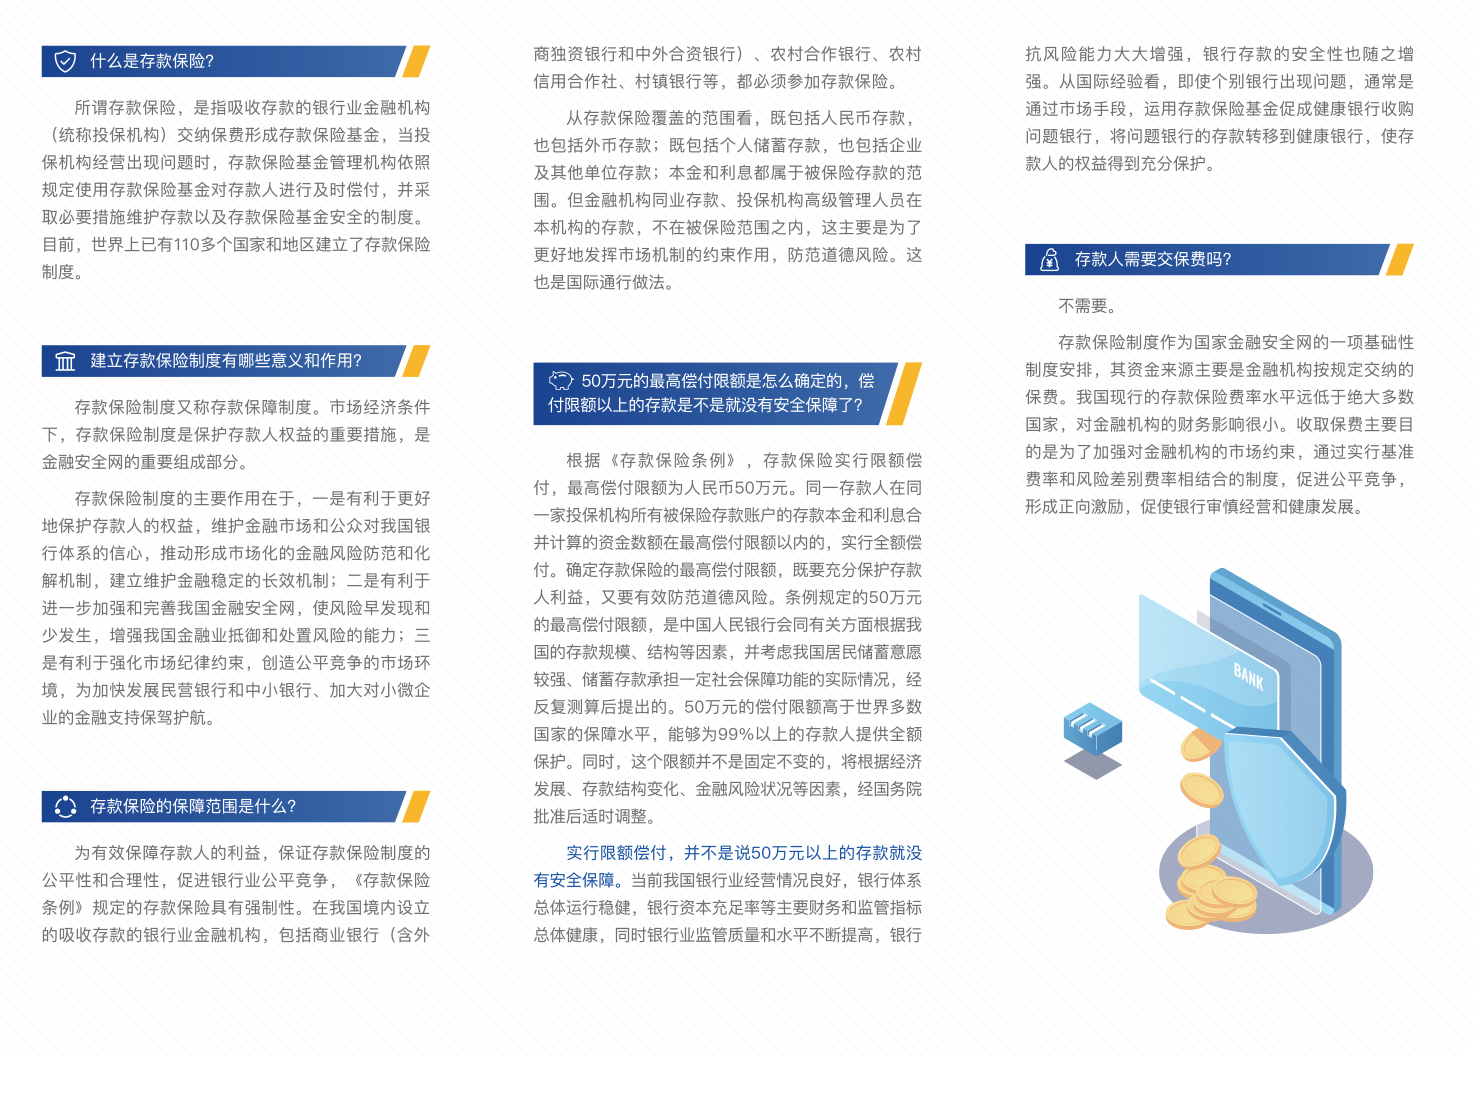 什么是存款保险？
所谓存款保险，是指吸收存款的银行业金融机构
（统称投保机构）交纳保费形成存款保险基金，当投
保机构经营出现问题时，存款保险基金管理机构依照
规定使用存款保险基金对存款人进行及时偿付，并采
取必要措施维护存款以及存款保险基金安全的制度。
目前，世界上已有110多个国家和地区建立了存款保险
制度。
建立存款保险制度有哪些意义和作用？
存款保险制度又称存款保障制度。市场经济条件
下，存款保险制度是保护存款人权益的重要措施，是
金融安全网的重要组成部分。
存款保险制度的主要作用在于，一是有利于更好
地保护存款人的权益，维护金融市场和公众对我国银
行体系的信心，推动形成市场化的金融风险防范和化
解机制，建立维护金融稳定的长效机制；二是有利于
进一步加强和完善我国金融安全网，使风险早发现和
少发生，增强我国金融业抵御和处置风险的能力；三
是有利于强化市场纪律约束，创造公平竞争的市场环
境，为加快发展民营银行和中小银行、加大对小微企
业的金融支持保驾护航。
存款保险的保障范围是什么？
为有效保障存款人的利益，保证存款保险制度的
公平性和合理性，促进银行业公平竞争，《存款保险
条例》规定的存款保险具有强制性。在我国境内设立
的吸收存款的银行业金融机构，包括商业银行（含外
商独资银行和中外合资银行）、农村合作银行、农村
信用合作社、村镇银行等，都必须参加存款保险。
从存款保险覆盖的范围看，既包括人民币存款，
也包括外币存款；既包括个人储蓄存款，也包括企业
及其他单位存款；本金和利息都属于被保险存款的范
围。但金融机构同业存款、投保机构高级管理人员在
本机构的存款，不在被保险范围之内，这主要是为了
更好地发挥市场机制的约束作用，防范道德风险。这
也是国际通行做法。
50万元的最高偿付限额是怎么确定的，偿
付限额以上的存款是不是就没有安全保障了？
根据《存款保险条例》，存款保险实行限额偿
付，最高偿付限额为人民币50万元。同一存款人在同
一家投保机构所有被保险存款账户的存款本金和利息合
并计算的资金数额在最高偿付限额以内的，实行全额偿
付。确定存款保险的最高偿付限额，既要充分保护存款
人利益，又要有效防范道德风险。条例规定的50万元
的最高偿付限额，是中国人民银行会同有关方面根据我
国的存款规模、结构等因素，并考虑我国居民储蓄意愿
较强、储蓄存款承担一定社会保障功能的实际情况，经
反复测算后提出的。50万元的偿付限额高于世界多数
国家的保障水平，能够为99%以上的存款人提供全额
保护。同时，这个限额并不是固定不变的，将根据经济
发展、存款结构变化、金融风险状况等因素，经国务院
批准后适时调整。
实行限额偿付，并不是说50万元以上的存款就没
有安全保障。当前我国银行业经营情况良好，银行体系
总体运行稳健，银行资本充足率等主要财务和监管指标
总体健康，同时银行业监管质量和水平不断提高，银行
抗风险能力大大增强，银行存款的安全性也随之增
强。从国际经验看，即使个别银行出现问题，通常是
通过市场手段，运用存款保险基金促成健康银行收购
问题银行，将问题银行的存款转移到健康银行，使存
款人的权益得到充分保护。
存款人需要交保费吗？
不需要。
存款保险制度作为国家金融安全网的一项基础性
制度安排，其资金来源主要是金融机构按规定交纳的
保费。我国现行的存款保险费率水平远低于绝大多数
国家，对金融机构的财务影响很小。收取保费主要目
的是为了加强对金融机构的市场约束，通过实行基准
费率和风险差别费率相结合的制度，促进公平竞争，
形成正向激励，促使银行审慎经营和健康发展。
BANK